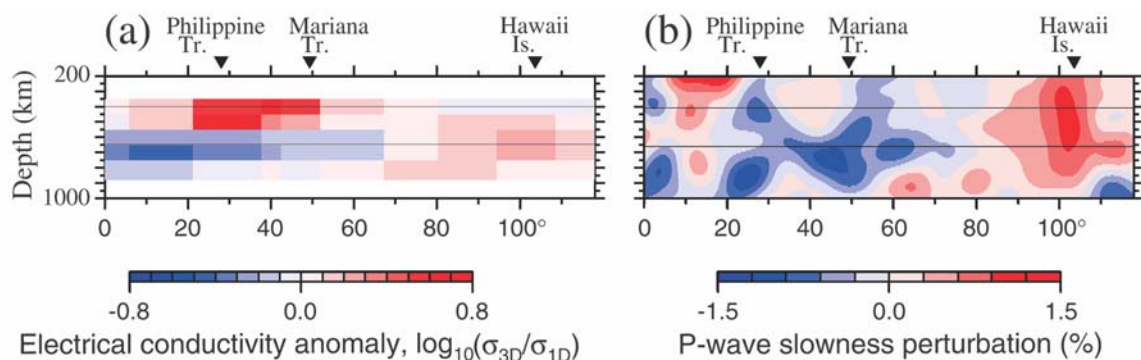 (a) Philippine Tr. Mariana Tr. Hawaii Is.
200
Depth (km)
1000
0 20 40 60 80 100°
-0.8 0.0 0.8
Electrical conductivity anomaly, log10(σ3D/σ1D)
(b) Philippine Tr. Mariana Tr. Hawaii Is.
0 20 40 60 80 100°
-1.5 0.0 1.5
P-wave slowness perturbation (%)